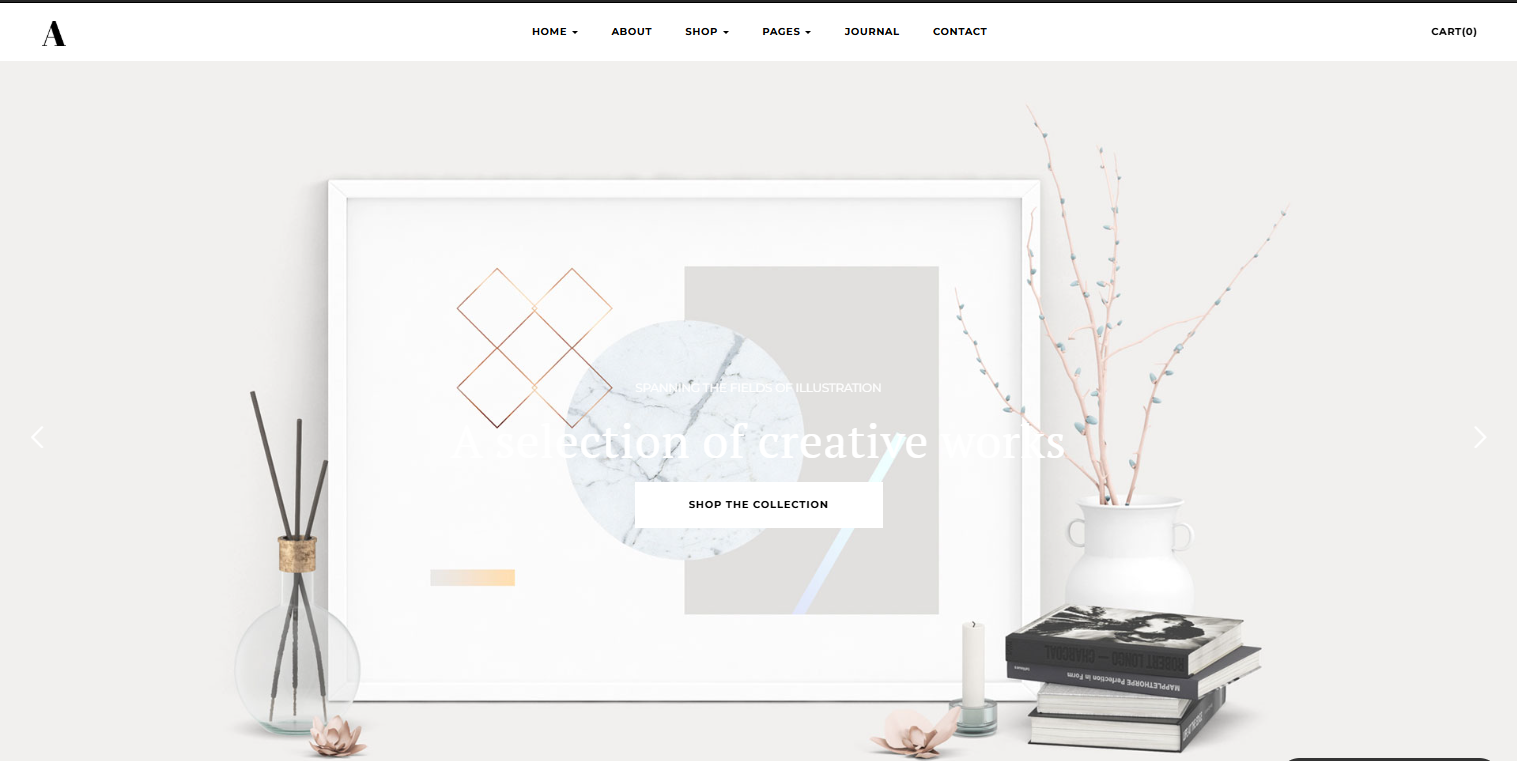 A
HOME
ABOUT
SHOP
PAGES
JOURNAL
CONTACT
CART(0)
SPANNING THE FIELDS OF ILLUSTRATION
A selection of creative works
SHOP THE COLLECTION
ROBERT LONGO — CHARCOAL
MAPPLETHORPE Perfection in Form